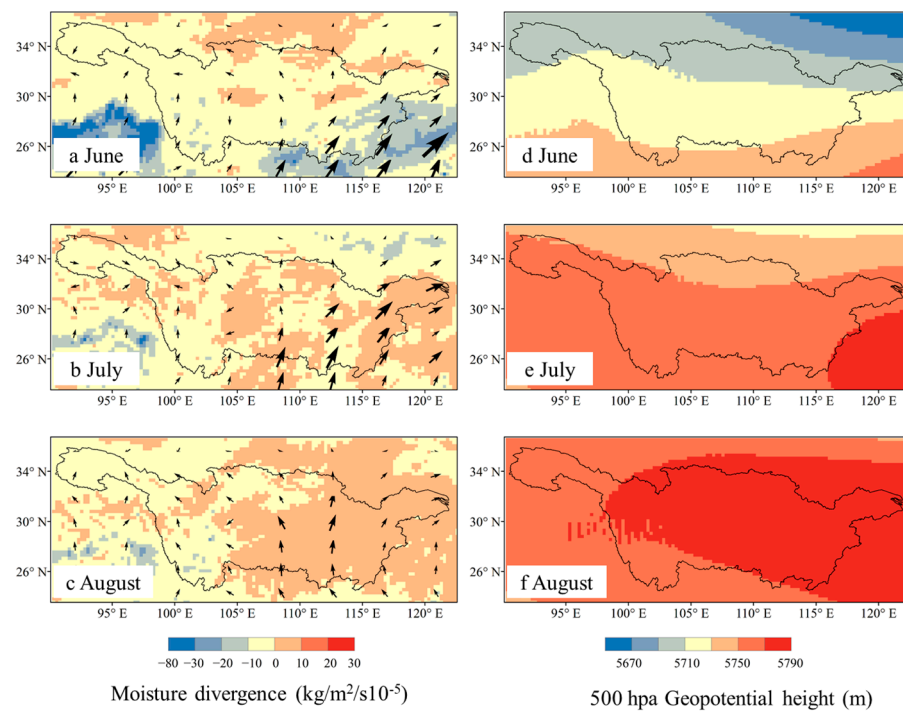 34° N
30° N
26° N
a June
95° E 100° E 105° E 110° E 115° E 120° E
d June
95° E 100° E 105° E 110° E 115° E 120° E
34° N
30° N
26° N
b July
95° E 100° E 105° E 110° E 115° E 120° E
34° N
30° N
26° N
e July
95° E 100° E 105° E 110° E 115° E 120° E
34° N
30° N
26° N
c August
95° E 100° E 105° E 110° E 115° E 120° E
34° N
30° N
26° N
f August
95° E 100° E 105° E 110° E 115° E 120° E
34° N
30° N
26° N
−80 −30 −20 −10 0 10 20 30
Moisture divergence (kg/m²/s10⁻⁵)
5670 5710 5750 5790
500 hpa Geopotential height (m)